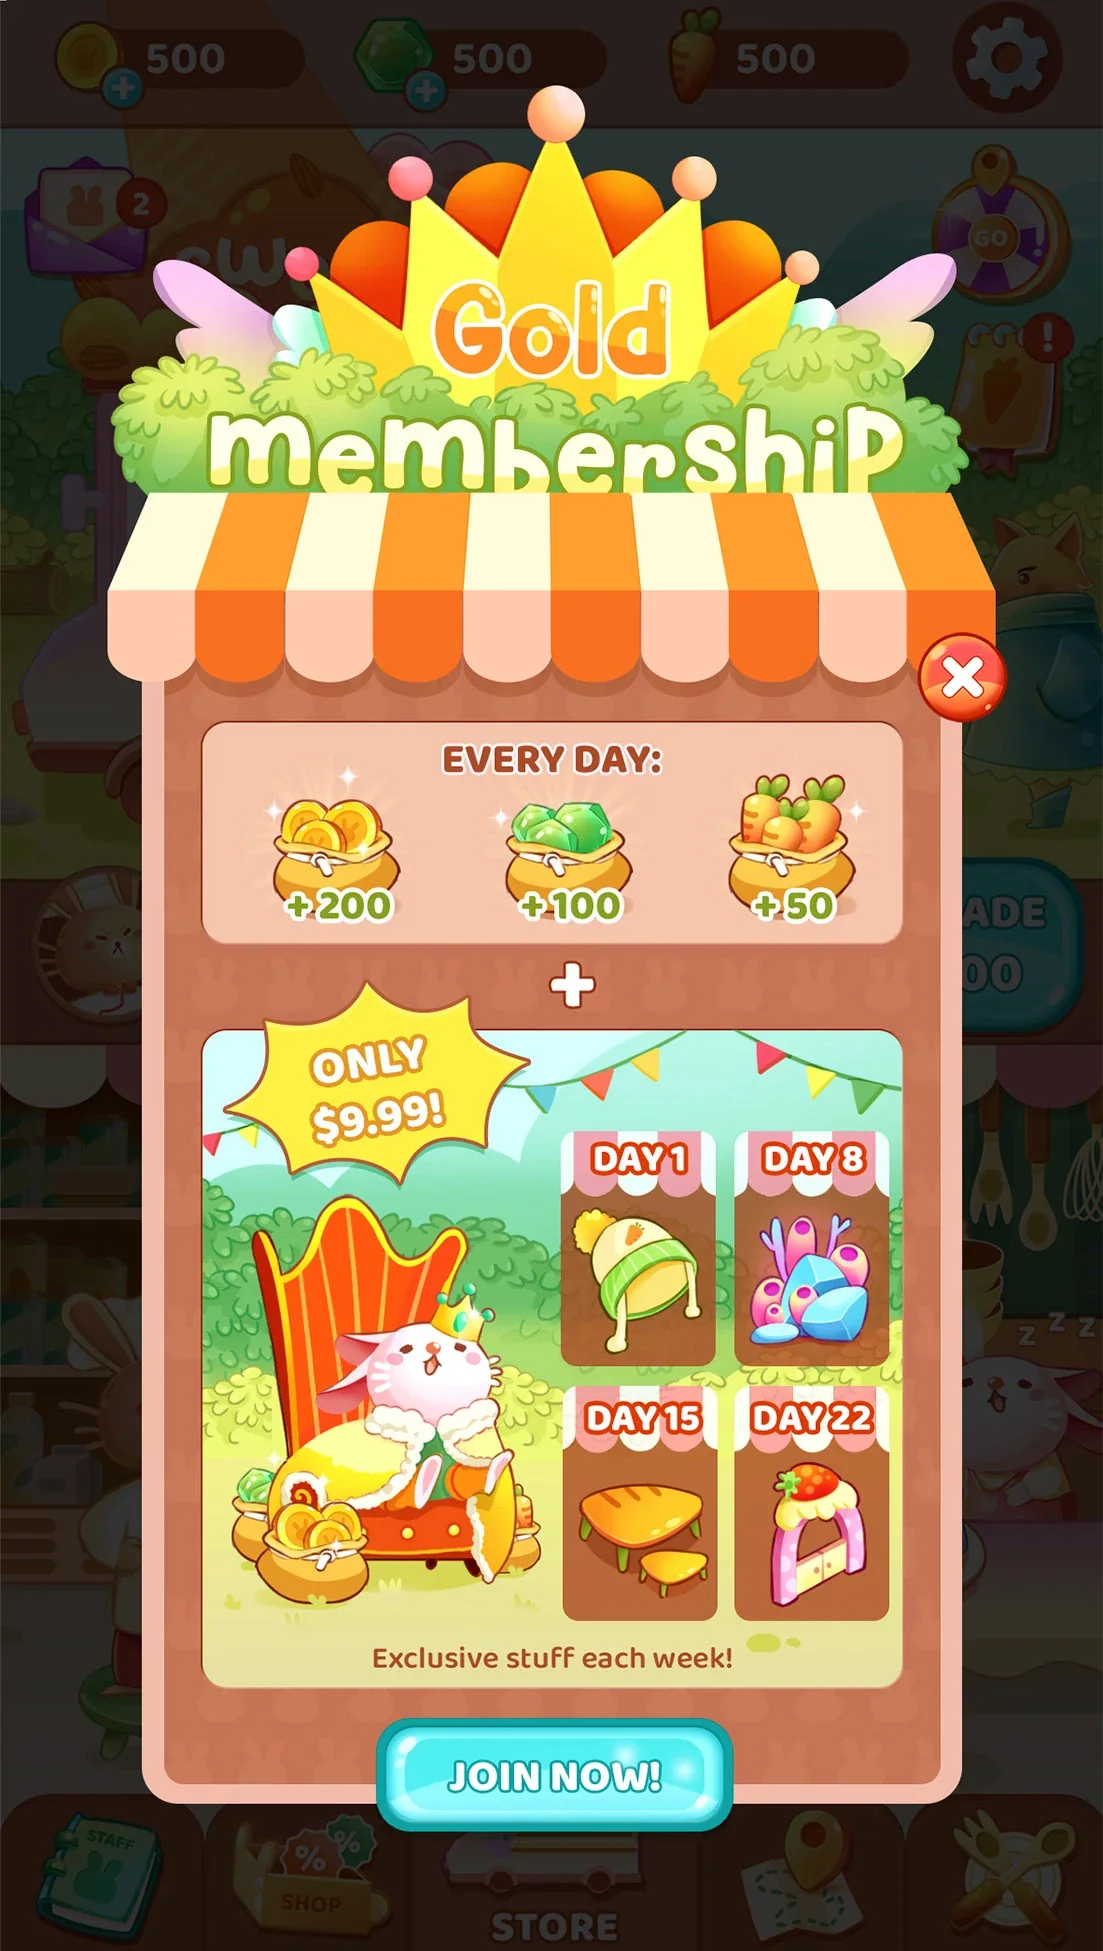 500
500
500
2
GO
!
Gold
membership
EVERY DAY:
+200
+100
+50
+
ONLY
$9.99!
DAY 1
DAY 8
DAY 15
DAY 22
Exclusive stuff each week!
JOIN NOW!
z z z
STAFF
% %
SHOP
STORE